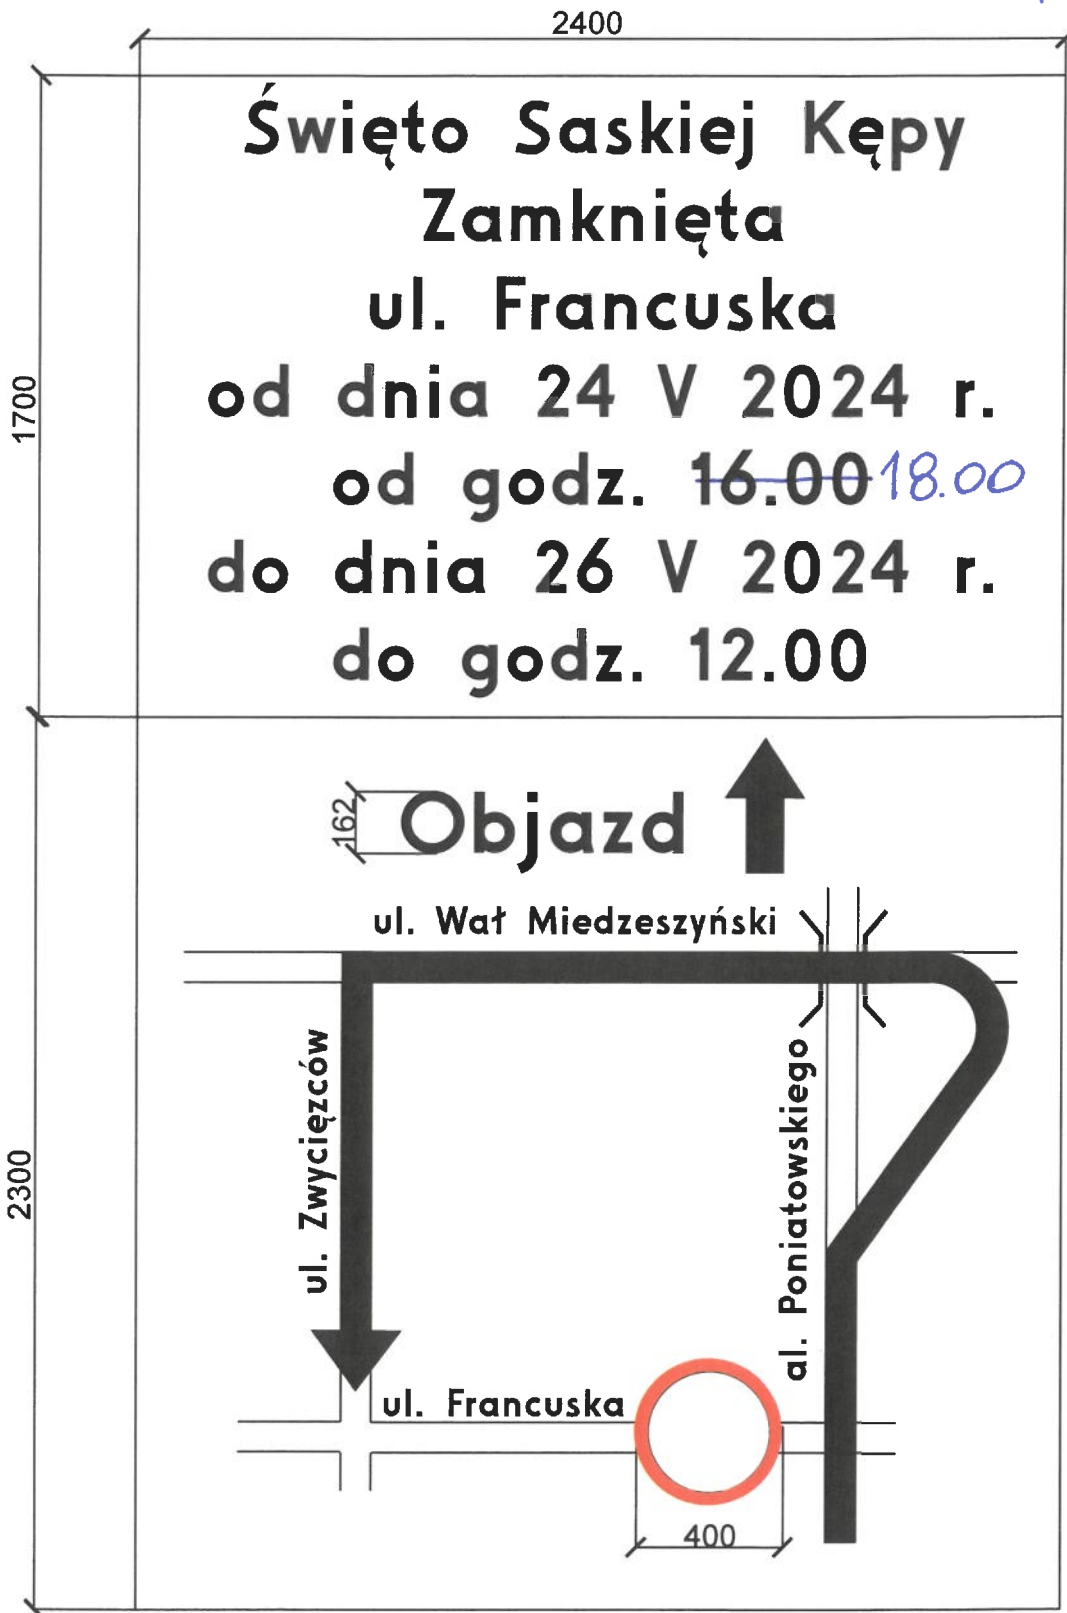 2400
Święto Saskiej Kępy
Zamknięta
ul. Francuska
od dnia 24 V 2024 r.
od godz. 16.00 18.00
do dnia 26 V 2024 r.
do godz. 12.00
1700
162
Objazd
ul. Wał Miedzeszyński
ul. Zwycięzców
al. Poniatowskiego
2300
ul. Francuska
400